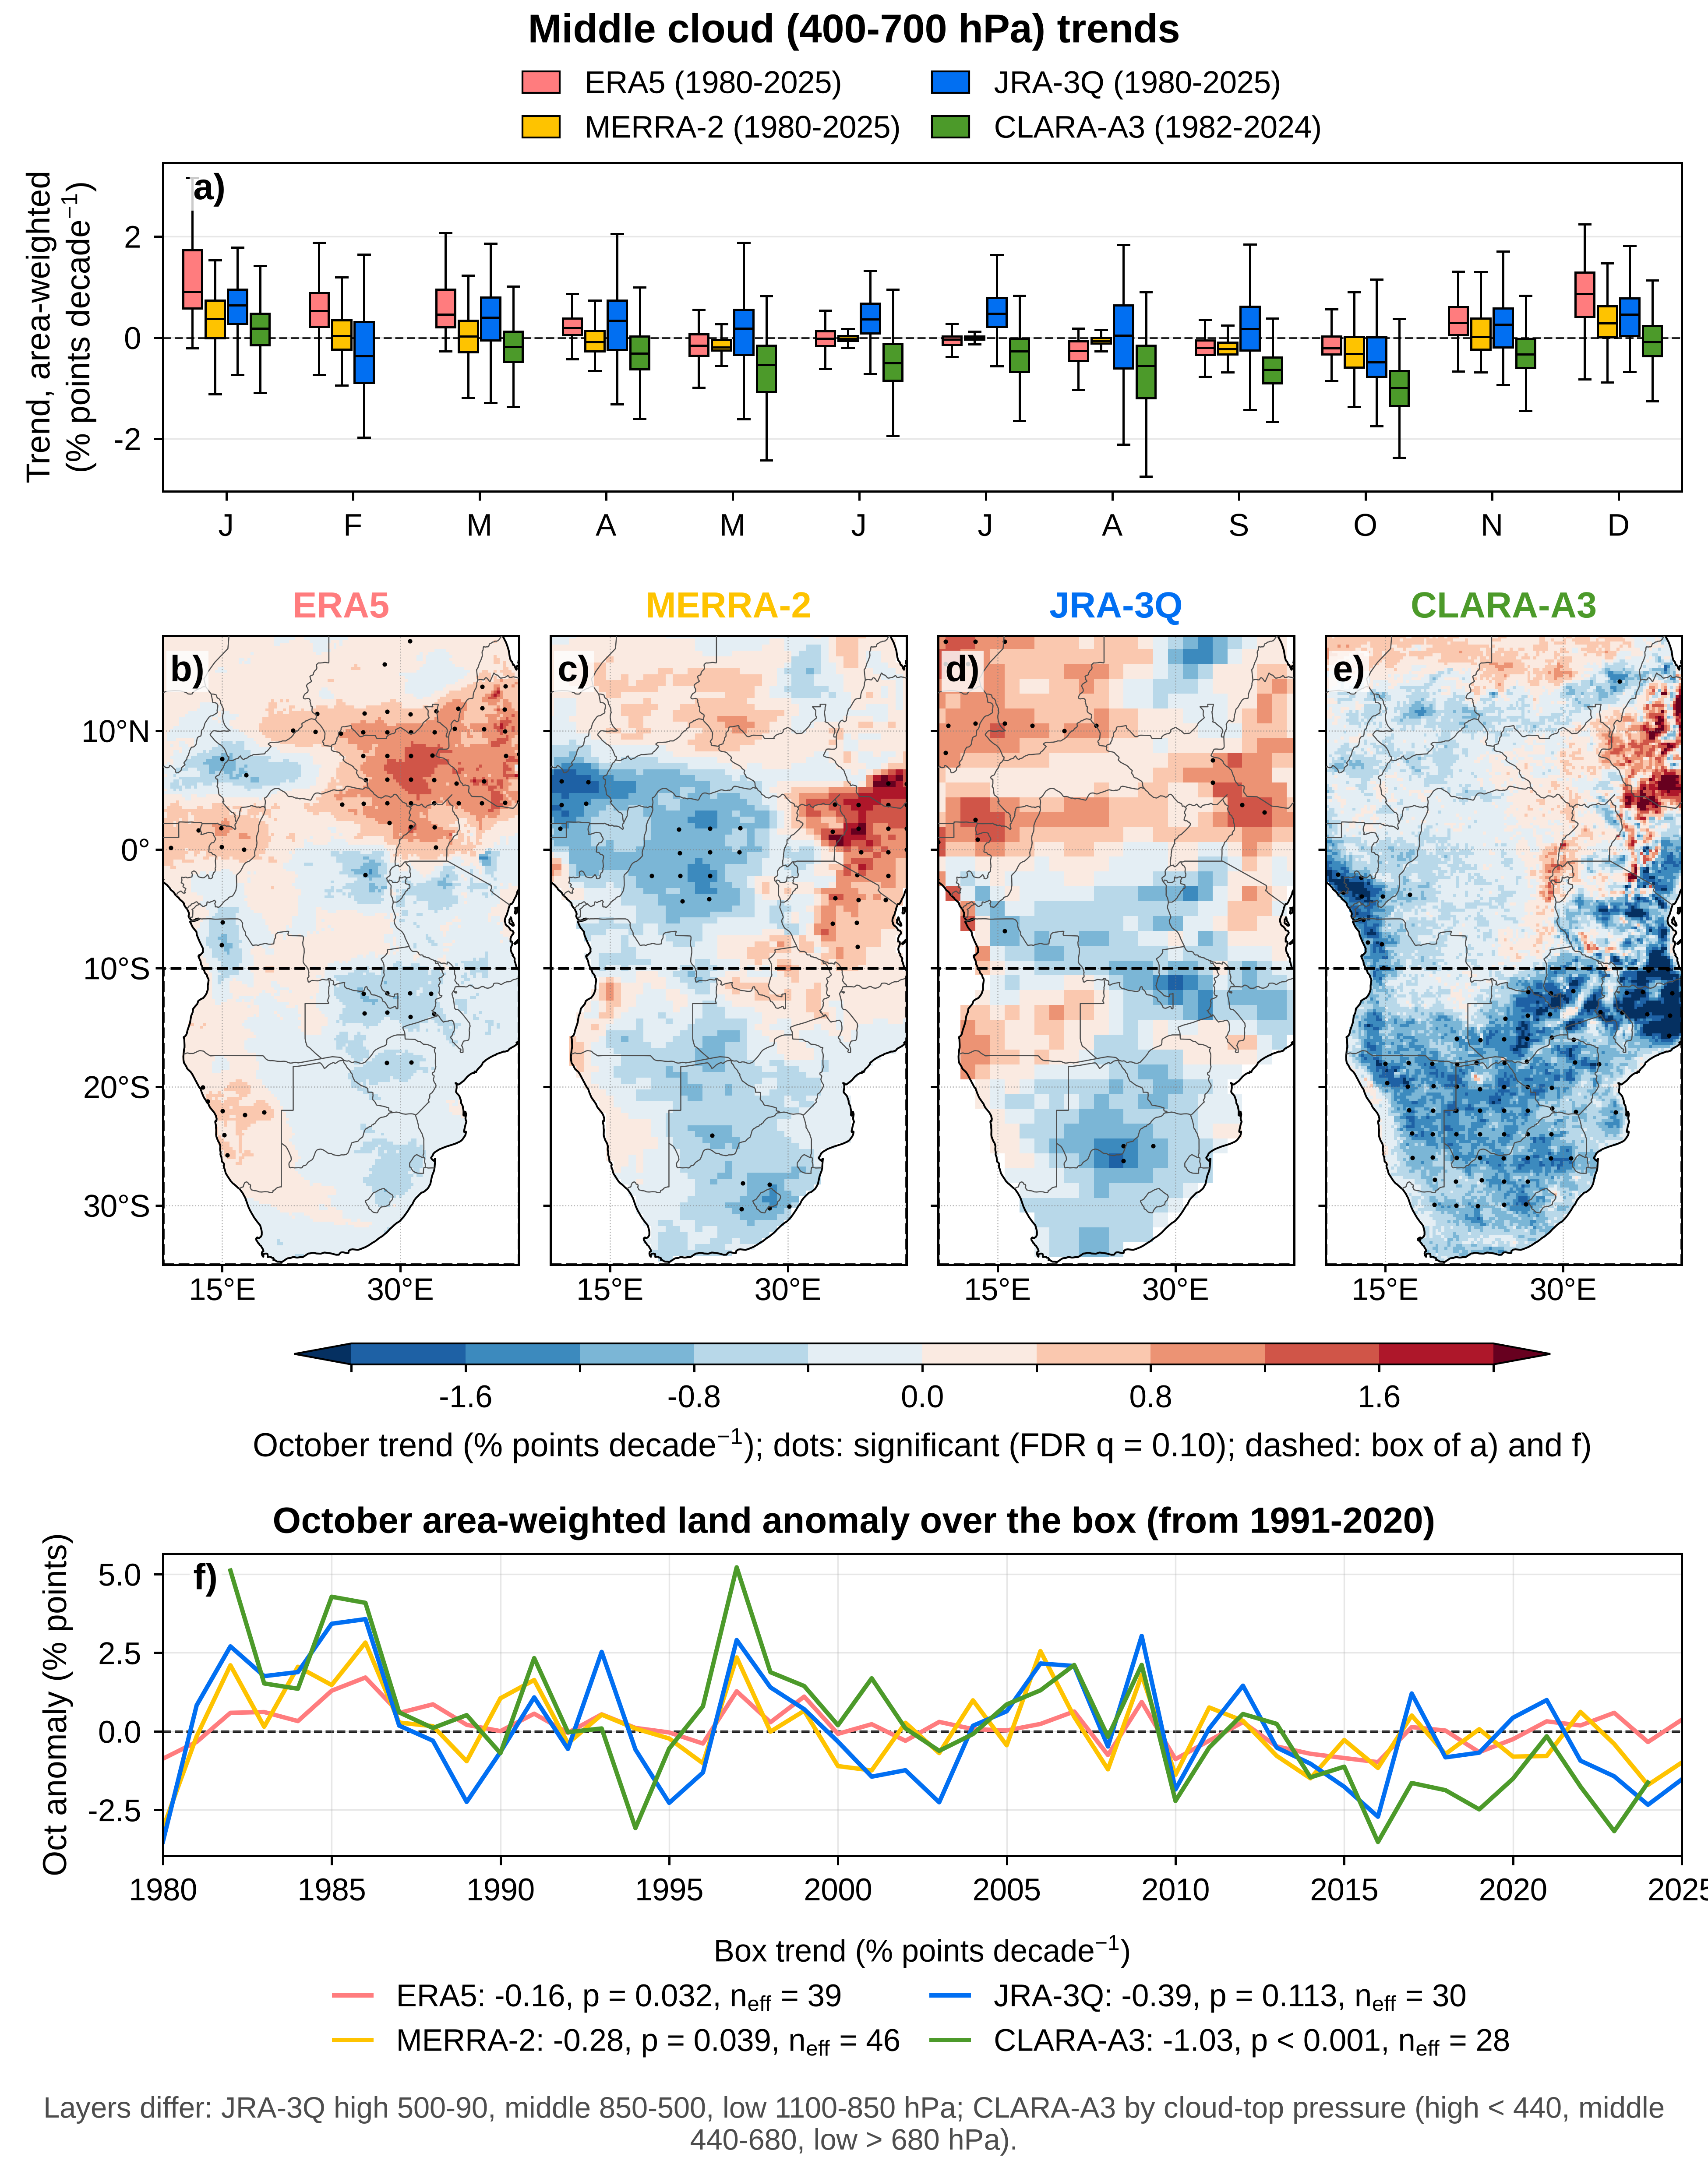 Middle cloud (400-700 hPa) trends
ERA5 (1980-2025)
JRA-3Q (1980-2025)
MERRA-2 (1980-2025)
CLARA-A3 (1982-2024)
Trend, area-weighted
(% points decade⁻¹)
a)
2
0
-2
J F M A M J J A S O N D
ERA5
MERRA-2
JRA-3Q
CLARA-A3
b)
c)
d)
e)
10°N
0°
10°S
20°S
30°S
15°E 30°E 15°E 30°E 15°E 30°E 15°E 30°E
-1.6 -0.8 0.0 0.8 1.6
October trend (% points decade⁻¹); dots: significant (FDR q = 0.10); dashed: box of a) and f)
October area-weighted land anomaly over the box (from 1991-2020)
Oct anomaly (% points)
f)
5.0
2.5
0.0
-2.5
1980 1985 1990 1995 2000 2005 2010 2015 2020 2025
Box trend (% points decade⁻¹)
ERA5: -0.16, p = 0.032, neff = 39
JRA-3Q: -0.39, p = 0.113, neff = 30
MERRA-2: -0.28, p = 0.039, neff = 46
CLARA-A3: -1.03, p < 0.001, neff = 28
Layers differ: JRA-3Q high 500-90, middle 850-500, low 1100-850 hPa; CLARA-A3 by cloud-top pressure (high < 440, middle
440-680, low > 680 hPa).